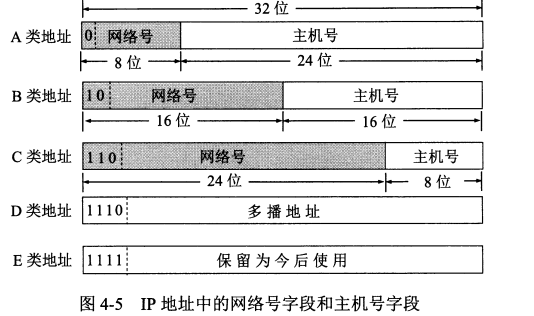 32 位
A 类地址 0 网络号 主机号
8 位 24 位
B 类地址 10 网络号 主机号
16 位 16 位
C 类地址 110 网络号 主机号
24 位 8 位
D 类地址 1110 多播地址
E 类地址 1111 保留为今后使用
图 4-5 IP 地址中的网络号字段和主机号字段